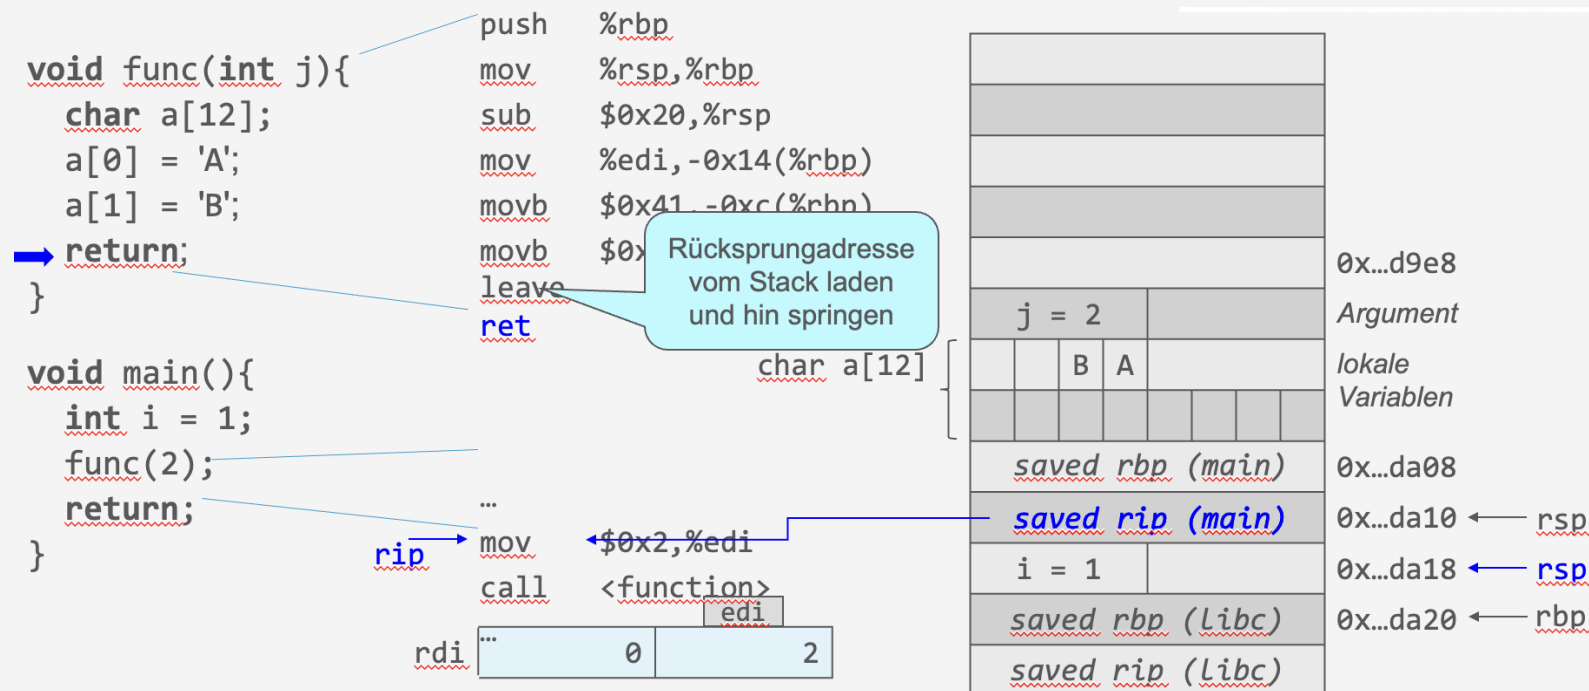 void func(int j){
char a[12];
a[0] = 'A';
a[1] = 'B';
return;
}
void main(){
int i = 1;
func(2);
return;
}
push %rbp
mov %rsp,%rbp
sub $0x20,%rsp
mov %edi,-0x14(%rbp)
movb $0x41,-0xc(%rbp)
movb $0x
leave
ret
Rücksprungadresse
vom Stack laden
und hin springen
…
rip
mov $0x2,%edi
call <function>
edi
…
rdi 0 2
char a[12]
0x…d9e8
j = 2 Argument
B A lokale
Variablen
saved rbp (main) 0x…da08
saved rip (main) 0x…da10 rsp
i = 1 0x…da18 rsp
saved rbp (libc) 0x…da20 rbp
saved rip (libc)